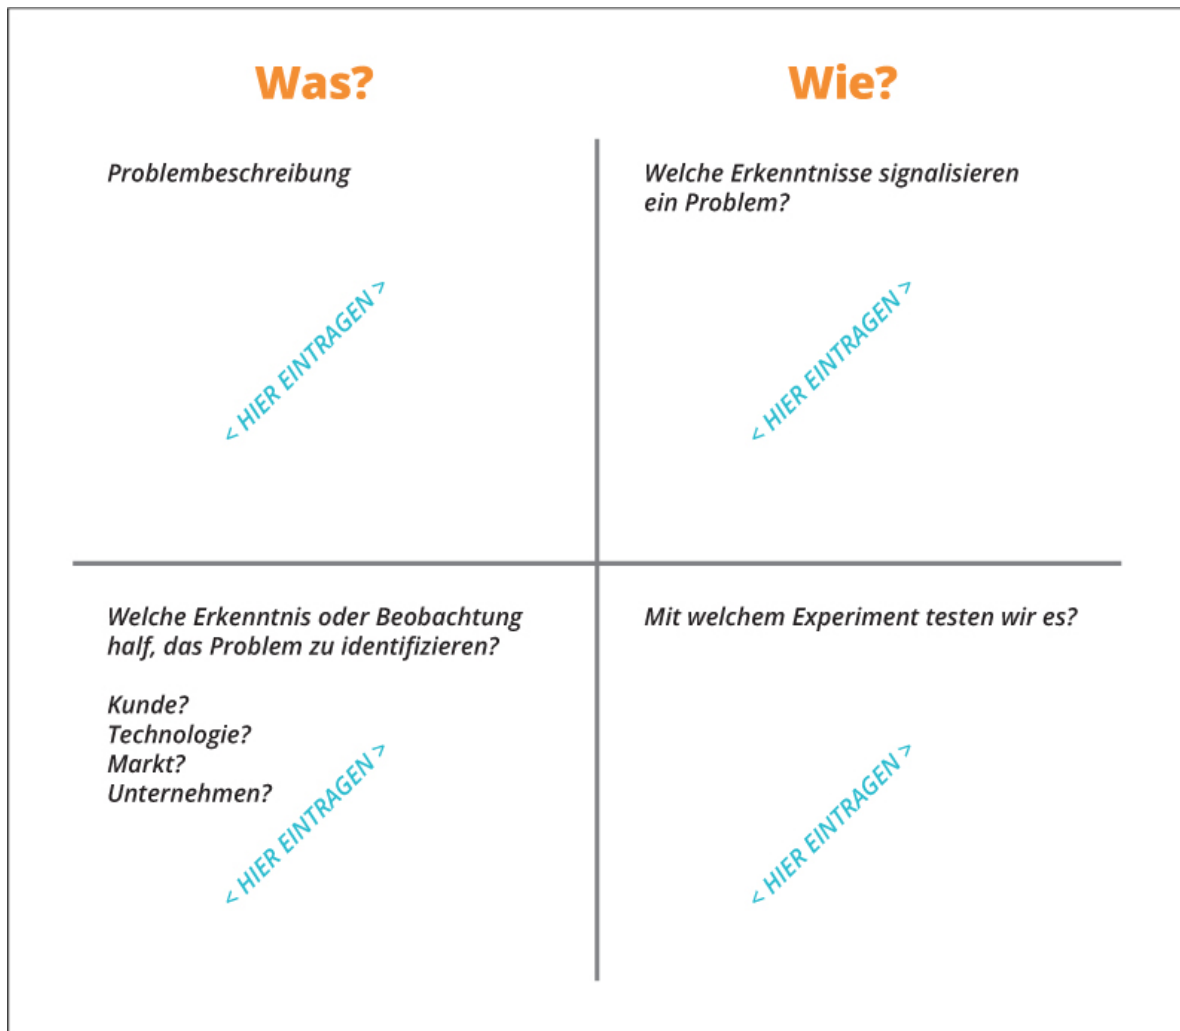 Was?
Wie?
Problembeschreibung
Welche Erkenntnisse signalisieren
ein Problem?
< HIER EINTRAGEN >
< HIER EINTRAGEN >
Welche Erkenntnis oder Beobachtung
half, das Problem zu identifizieren?
Kunde?
Technologie?
Markt?
Unternehmen?
< HIER EINTRAGEN >
Mit welchem Experiment testen wir es?
< HIER EINTRAGEN >